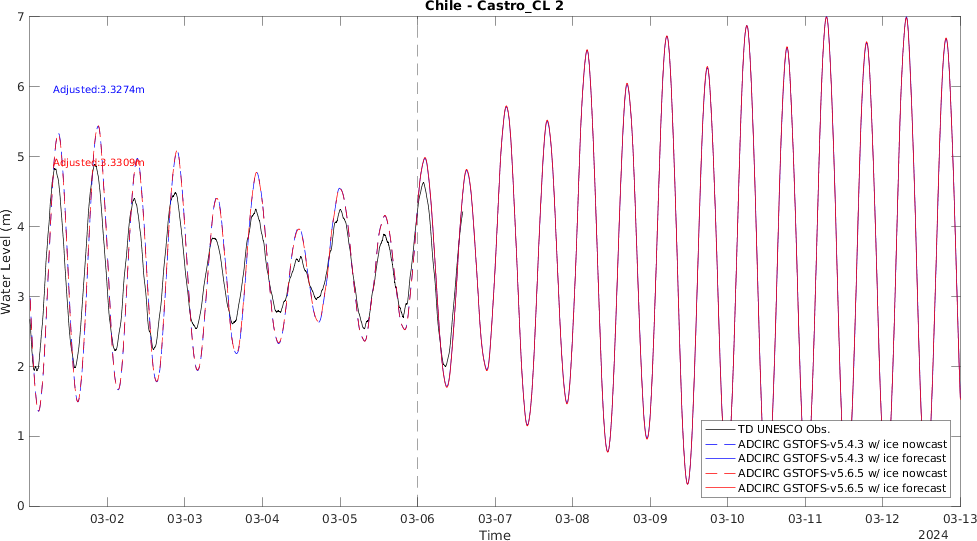 Chile - Castro_CL 2
7
6
5
4
3
2
1
0
Water Level (m)
Adjusted:3.3274m
Adjusted:3.3309m
TD UNESCO Obs.
ADCIRC GSTOFS-v5.4.3 w/ ice nowcast
ADCIRC GSTOFS-v5.4.3 w/ ice forecast
ADCIRC GSTOFS-v5.6.5 w/ ice nowcast
ADCIRC GSTOFS-v5.6.5 w/ ice forecast
03-02 03-03 03-04 03-05 03-06 03-07 03-08 03-09 03-10 03-11 03-12 03-13
Time
2024